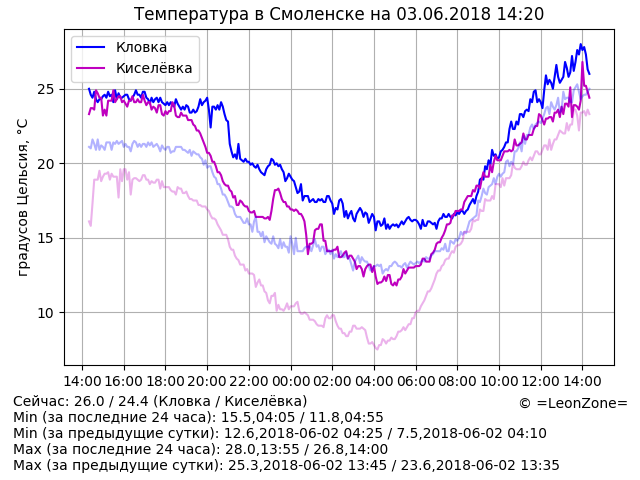 Температура в Смоленске на 03.06.2018 14:20
Кловка
Киселёвка
градусов Цельсия, °C
25
20
15
10
14:00 16:00 18:00 20:00 22:00 00:00 02:00 04:00 06:00 08:00 10:00 12:00 14:00
Сейчас: 26.0 / 24.4 (Кловка / Киселёвка)
© =LeonZone=
Min (за последние 24 часа): 15.5,04:05 / 11.8,04:55
Min (за предыдущие сутки): 12.6,2018-06-02 04:25 / 7.5,2018-06-02 04:10
Max (за последние 24 часа): 28.0,13:55 / 26.8,14:00
Max (за предыдущие сутки): 25.3,2018-06-02 13:45 / 23.6,2018-06-02 13:35